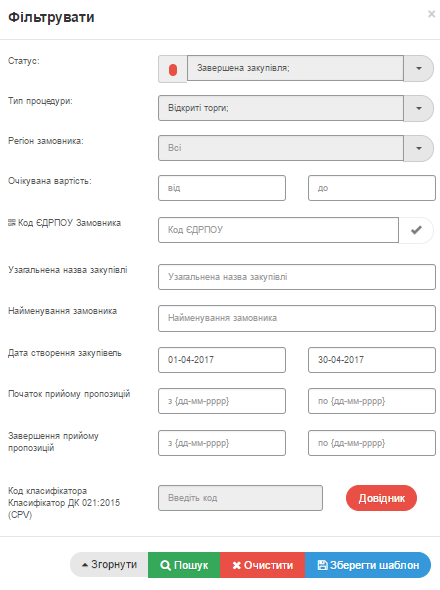 Фільтрувати ×
Статус: Завершена закупівля;
Тип процедури: Відкриті торги;
Регіон замовника: Всі
Очікувана вартість: від до
Код ЄДРПОУ Замовника Код ЄДРПОУ
Узагальнена назва закупівлі Узагальнена назва закупівлі
Найменування замовника Найменування замовника
Дата створення закупівель 01-04-2017 30-04-2017
Початок прийому пропозицій з {дд-мм-рррр} по {дд-мм-рррр}
Завершення прийому
пропозицій з {дд-мм-рррр} по {дд-мм-рррр}
Код класифікатора
Класифікатор ДК 021:2015
(CPV) Введіть код Довідник
Згорнути Пошук Очистити Зберегти шаблон